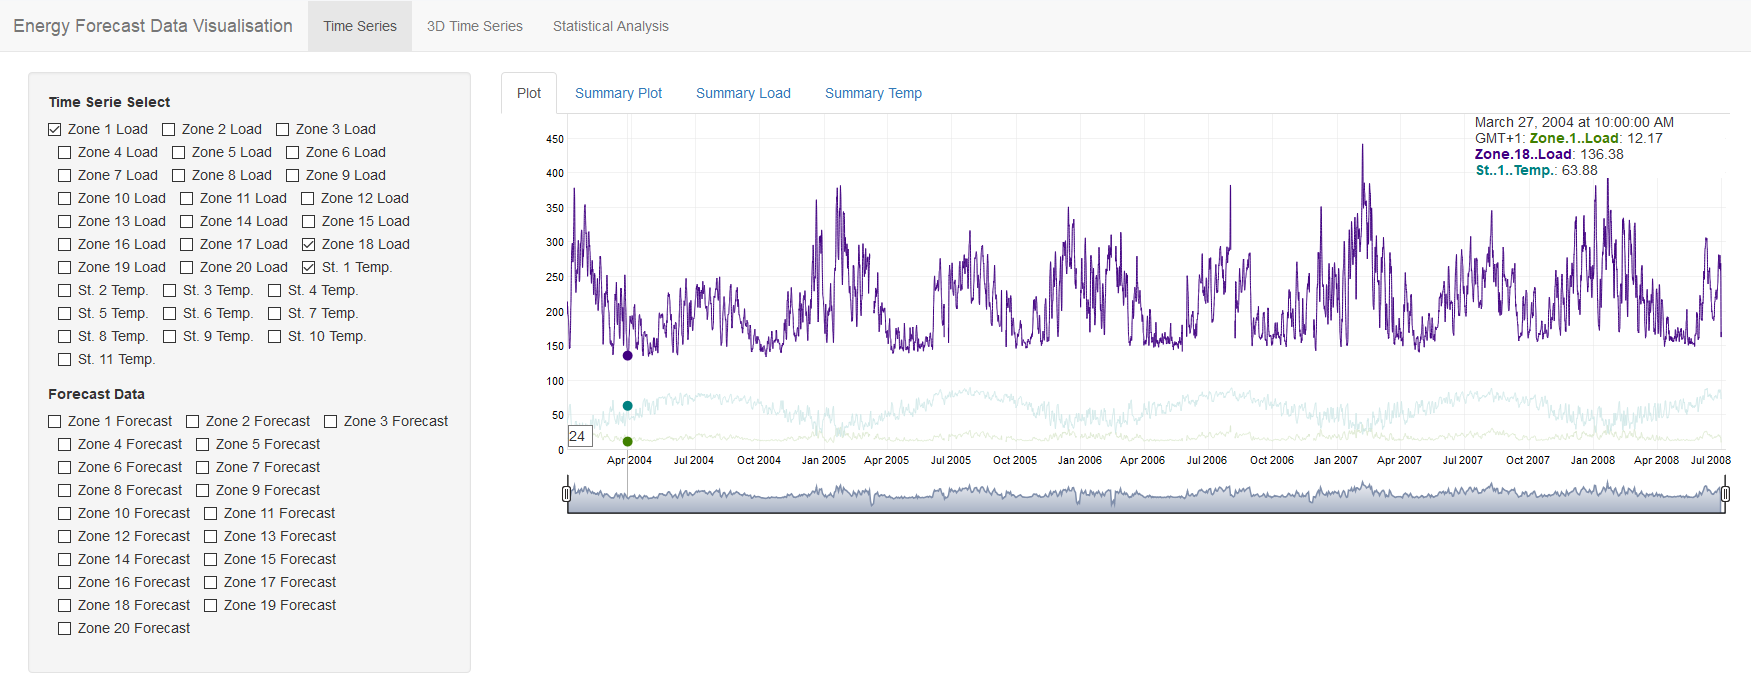 Energy Forecast Data Visualisation Time Series 3D Time Series Statistical Analysis
Time Serie Select
Zone 1 Load Zone 2 Load Zone 3 Load
Zone 4 Load Zone 5 Load Zone 6 Load
Zone 7 Load Zone 8 Load Zone 9 Load
Zone 10 Load Zone 11 Load Zone 12 Load
Zone 13 Load Zone 14 Load Zone 15 Load
Zone 16 Load Zone 17 Load Zone 18 Load
Zone 19 Load Zone 20 Load St. 1 Temp.
St. 2 Temp. St. 3 Temp. St. 4 Temp.
St. 5 Temp. St. 6 Temp. St. 7 Temp.
St. 8 Temp. St. 9 Temp. St. 10 Temp.
St. 11 Temp.
Forecast Data
Zone 1 Forecast Zone 2 Forecast Zone 3 Forecast
Zone 4 Forecast Zone 5 Forecast
Zone 6 Forecast Zone 7 Forecast
Zone 8 Forecast Zone 9 Forecast
Zone 10 Forecast Zone 11 Forecast
Zone 12 Forecast Zone 13 Forecast
Zone 14 Forecast Zone 15 Forecast
Zone 16 Forecast Zone 17 Forecast
Zone 18 Forecast Zone 19 Forecast
Zone 20 Forecast
Plot Summary Plot Summary Load Summary Temp
March 27, 2004 at 10:00:00 AM
GMT+1: Zone.1..Load: 12.17
Zone.18..Load: 136.38
St..1..Temp.: 63.88
450
400
350
300
250
200
150
100
50
0
24
Apr 2004 Jul 2004 Oct 2004 Jan 2005 Apr 2005 Jul 2005 Oct 2005 Jan 2006 Apr 2006 Jul 2006 Oct 2006 Jan 2007 Apr 2007 Jul 2007 Oct 2007 Jan 2008 Apr 2008 Jul 2008